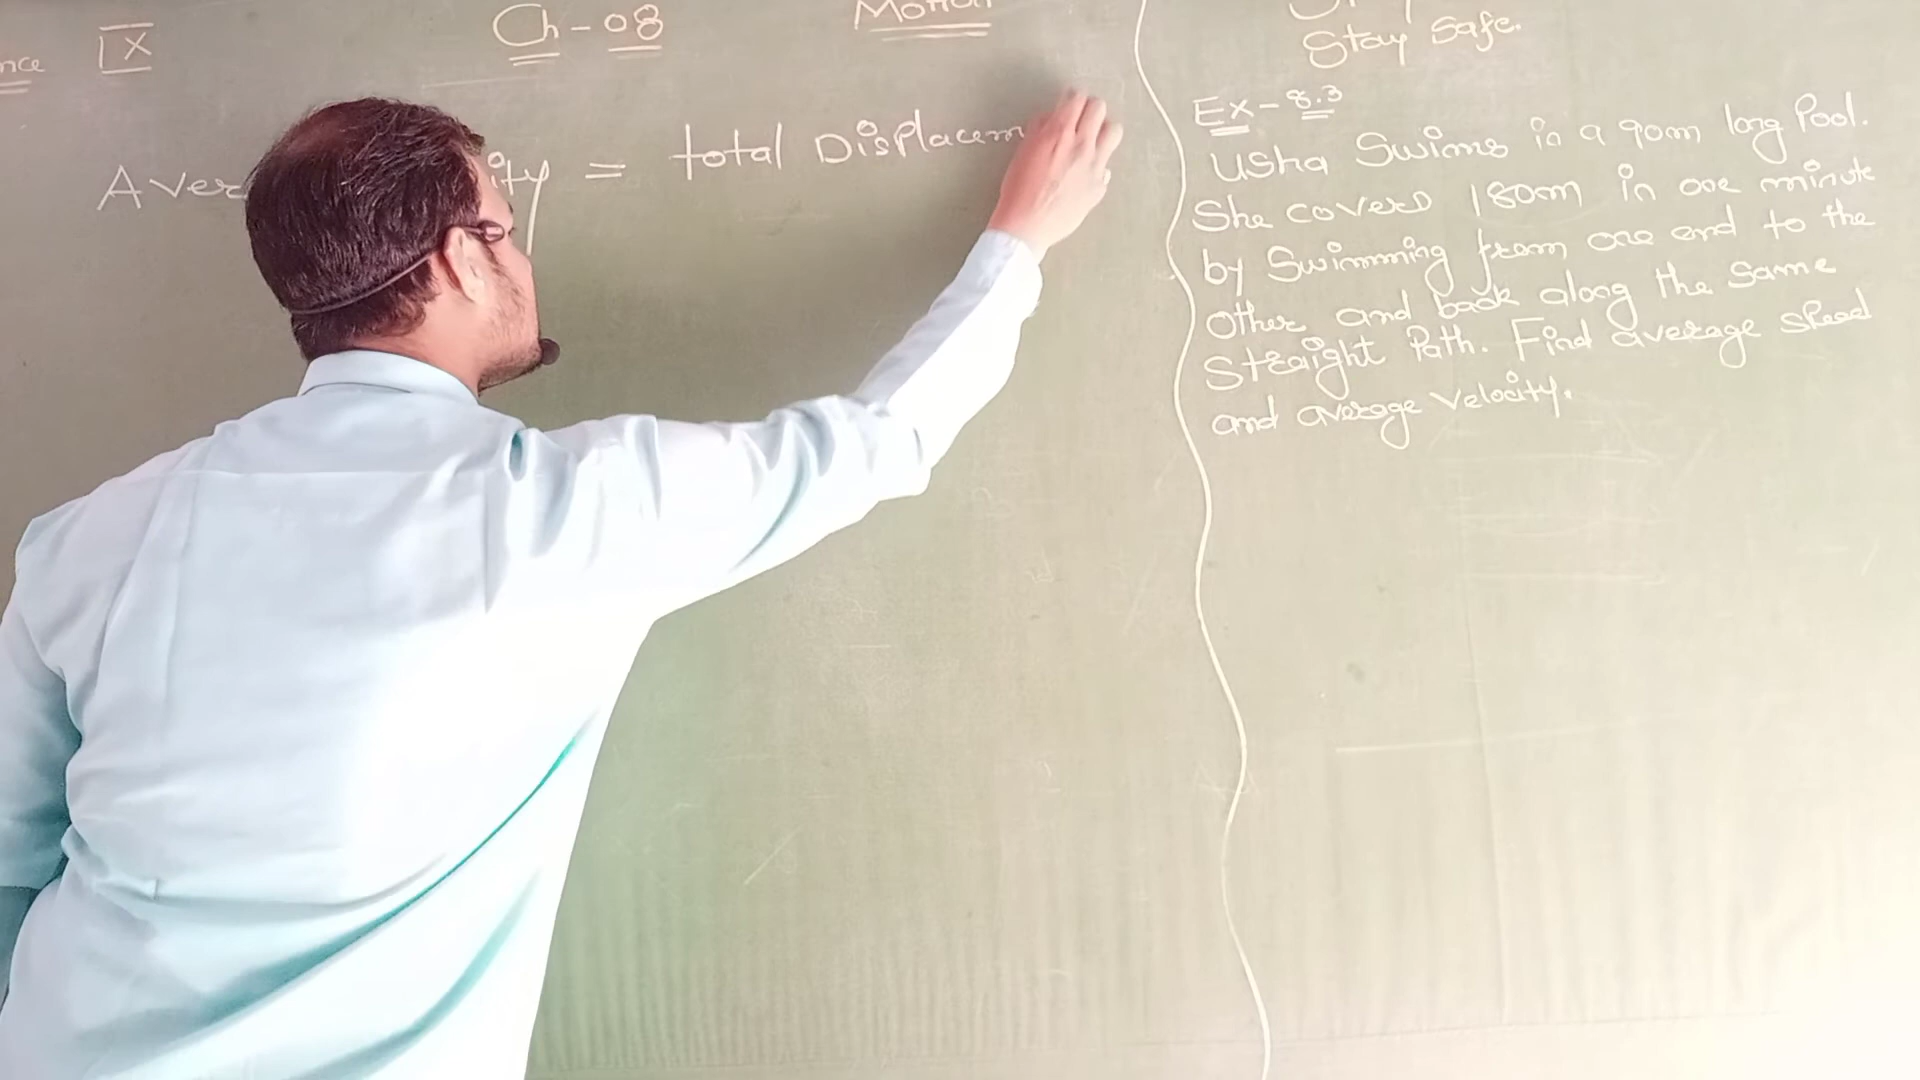 IX
Ch-08
Motion
Stay Safe.
= total Displacem
Ex-8.3
Usha Swims in a 90m long Pool.
She covers 180m in one minute
by Swimming from one end to the
Other and back along the Same
Straight Path. Find average speed
and average velocity.